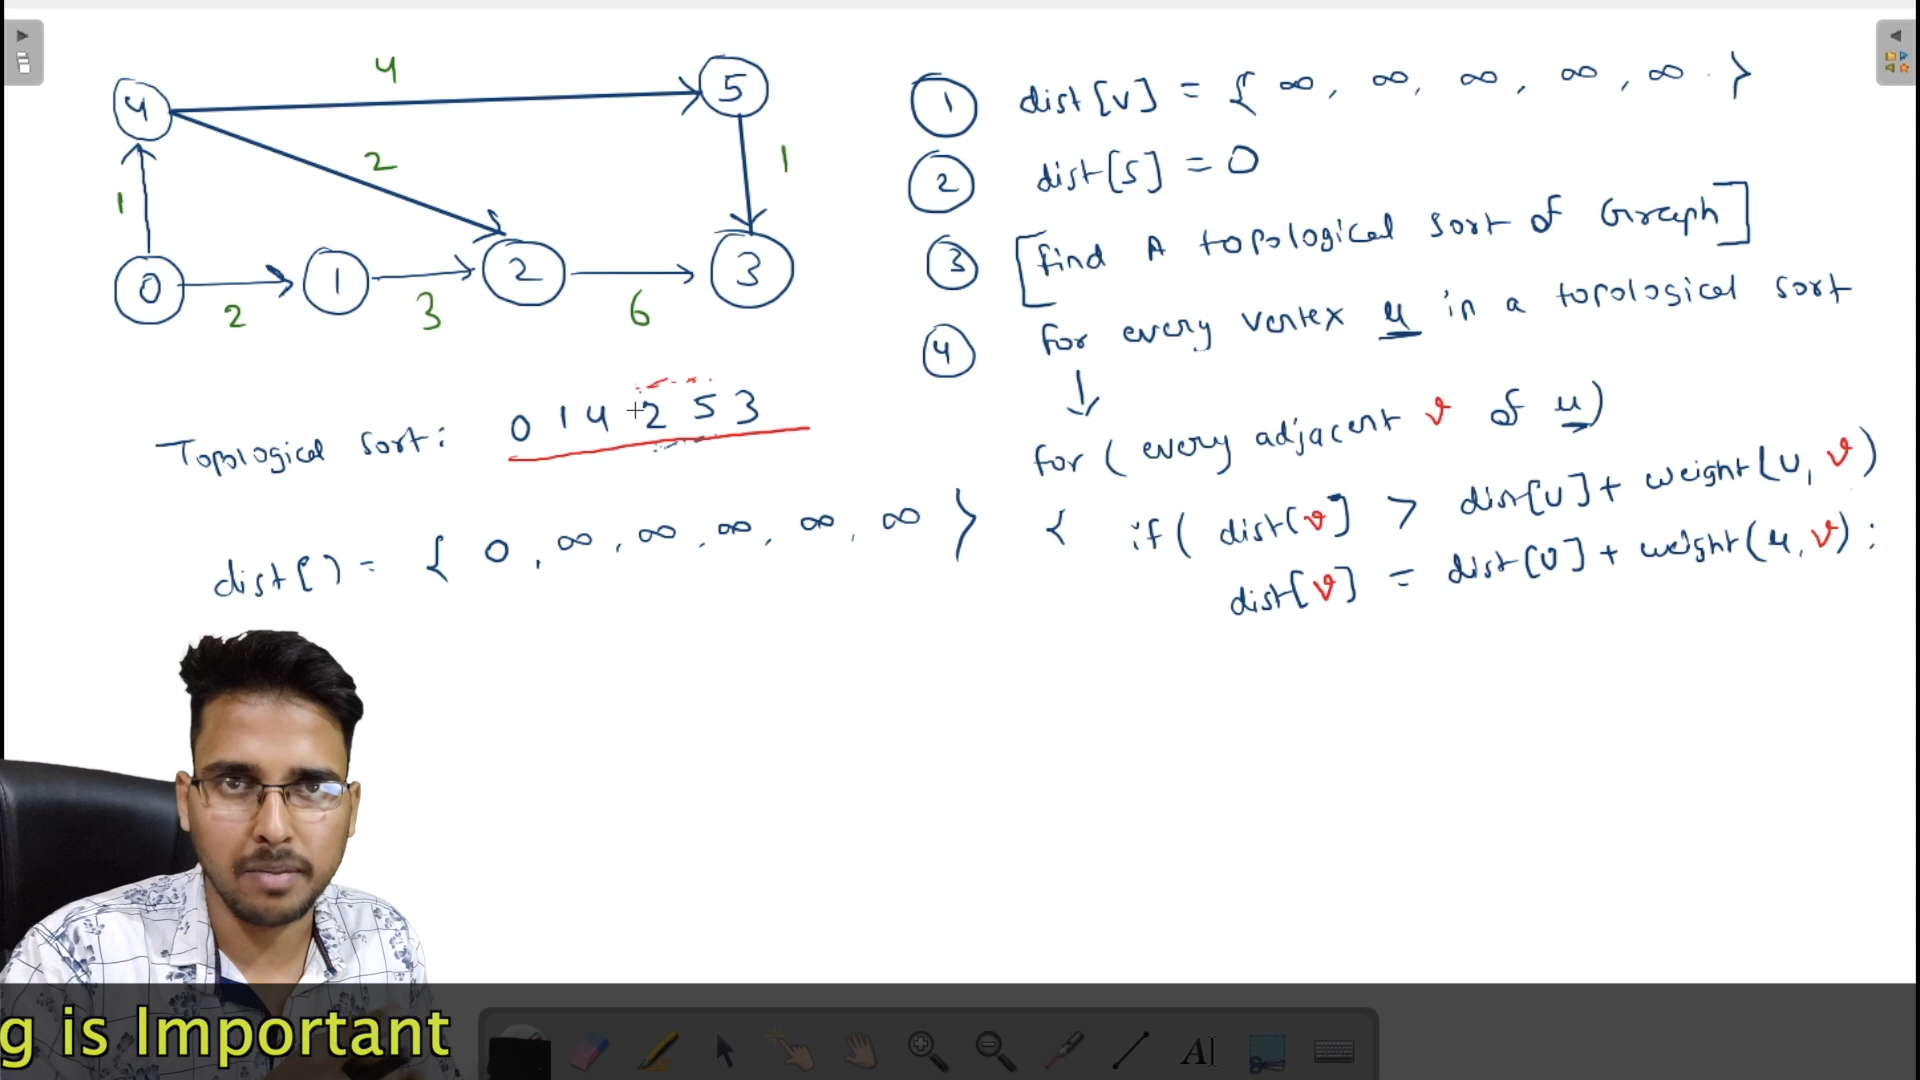 4
5
4
2
1
1
0
1
2
3
2
3
6
Topological sort: 0 1 4 2 5 3
dist[] = { 0, ∞, ∞, ∞, ∞, ∞ }
1 dist[v] = { ∞, ∞, ∞, ∞, ∞ }
2 dist[s] = 0
3 [find A topological sort of Graph]
4 for every vertex u in a topological sort
for ( every adjacent v of u)
{ if( dist[v] > dist[u] + weight(u, v)
dist[v] = dist[u] + weight(u, v);
g is Important
A